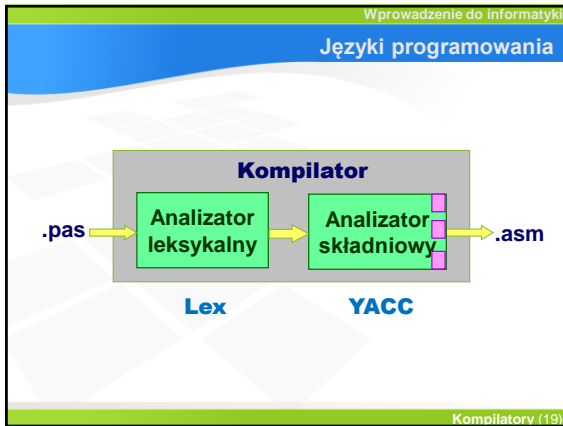 Wprowadzenie do informatyki
Języki programowania
Kompilator
.pas
Analizator
leksykalny
Analizator
składniowy
.asm
Lex
YACC
Kompilatory (19)